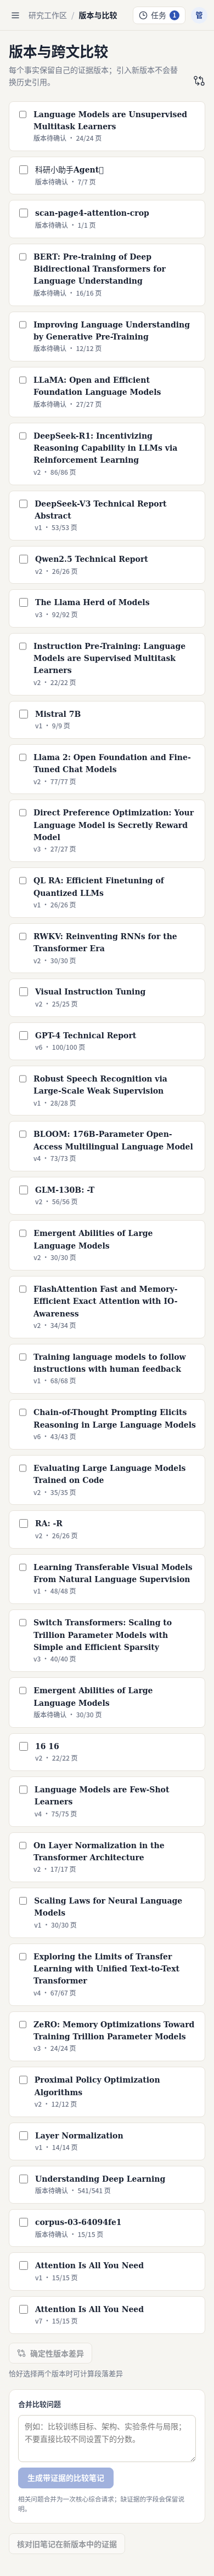 研究工作区 / 版本与比较
任务 1
管
版本与跨文比较
每个事实保留自己的证据版本；引入新版本不会替
换历史引用。
Language Models are Unsupervised
Multitask Learners
版本待确认 · 24/24 页
科研小助手Agent
版本待确认 · 7/7 页
scan-page4-attention-crop
版本待确认 · 1/1 页
BERT: Pre-training of Deep
Bidirectional Transformers for
Language Understanding
版本待确认 · 16/16 页
Improving Language Understanding
by Generative Pre-Training
版本待确认 · 12/12 页
LLaMA: Open and Efficient
Foundation Language Models
版本待确认 · 27/27 页
DeepSeek-R1: Incentivizing
Reasoning Capability in LLMs via
Reinforcement Learning
v2 · 86/86 页
DeepSeek-V3 Technical Report
Abstract
v1 · 53/53 页
Qwen2.5 Technical Report
v2 · 26/26 页
The Llama Herd of Models
v3 · 92/92 页
Instruction Pre-Training: Language
Models are Supervised Multitask
Learners
v2 · 22/22 页
Mistral 7B
v1 · 9/9 页
Llama 2: Open Foundation and Fine-
Tuned Chat Models
v2 · 77/77 页
Direct Preference Optimization: Your
Language Model is Secretly Reward
Model
v3 · 27/27 页
QL RA: Efficient Finetuning of
Quantized LLMs
v1 · 26/26 页
RWKV: Reinventing RNNs for the
Transformer Era
v2 · 30/30 页
Visual Instruction Tuning
v2 · 25/25 页
GPT-4 Technical Report
v6 · 100/100 页
Robust Speech Recognition via
Large-Scale Weak Supervision
v1 · 28/28 页
BLOOM: 176B-Parameter Open-
Access Multilingual Language Model
v4 · 73/73 页
GLM-130B: -T
v2 · 56/56 页
Emergent Abilities of Large
Language Models
v2 · 30/30 页
FlashAttention Fast and Memory-
Efficient Exact Attention with IO-
Awareness
v2 · 34/34 页
Training language models to follow
instructions with human feedback
v1 · 68/68 页
Chain-of-Thought Prompting Elicits
Reasoning in Large Language Models
v6 · 43/43 页
Evaluating Large Language Models
Trained on Code
v2 · 35/35 页
RA: -R
v2 · 26/26 页
Learning Transferable Visual Models
From Natural Language Supervision
v1 · 48/48 页
Switch Transformers: Scaling to
Trillion Parameter Models with
Simple and Efficient Sparsity
v3 · 40/40 页
Emergent Abilities of Large
Language Models
版本待确认 · 30/30 页
16 16
v2 · 22/22 页
Language Models are Few-Shot
Learners
v4 · 75/75 页
On Layer Normalization in the
Transformer Architecture
v2 · 17/17 页
Scaling Laws for Neural Language
Models
v1 · 30/30 页
Exploring the Limits of Transfer
Learning with Unified Text-to-Text
Transformer
v4 · 67/67 页
ZeRO: Memory Optimizations Toward
Training Trillion Parameter Models
v3 · 24/24 页
Proximal Policy Optimization
Algorithms
v2 · 12/12 页
Layer Normalization
v1 · 14/14 页
Understanding Deep Learning
版本待确认 · 541/541 页
corpus-03-64094fe1
版本待确认 · 15/15 页
Attention Is All You Need
v1 · 15/15 页
Attention Is All You Need
v7 · 15/15 页
确定性版本差异
恰好选择两个版本时可计算段落差异
合并比较问题
例如：比较训练目标、架构、实验条件与局限；
不要直接比较不同设置下的分数。
生成带证据的比较笔记
相关问题合并为一次核心综合请求；缺证据的字段会保留说
明。
核对旧笔记在新版本中的证据